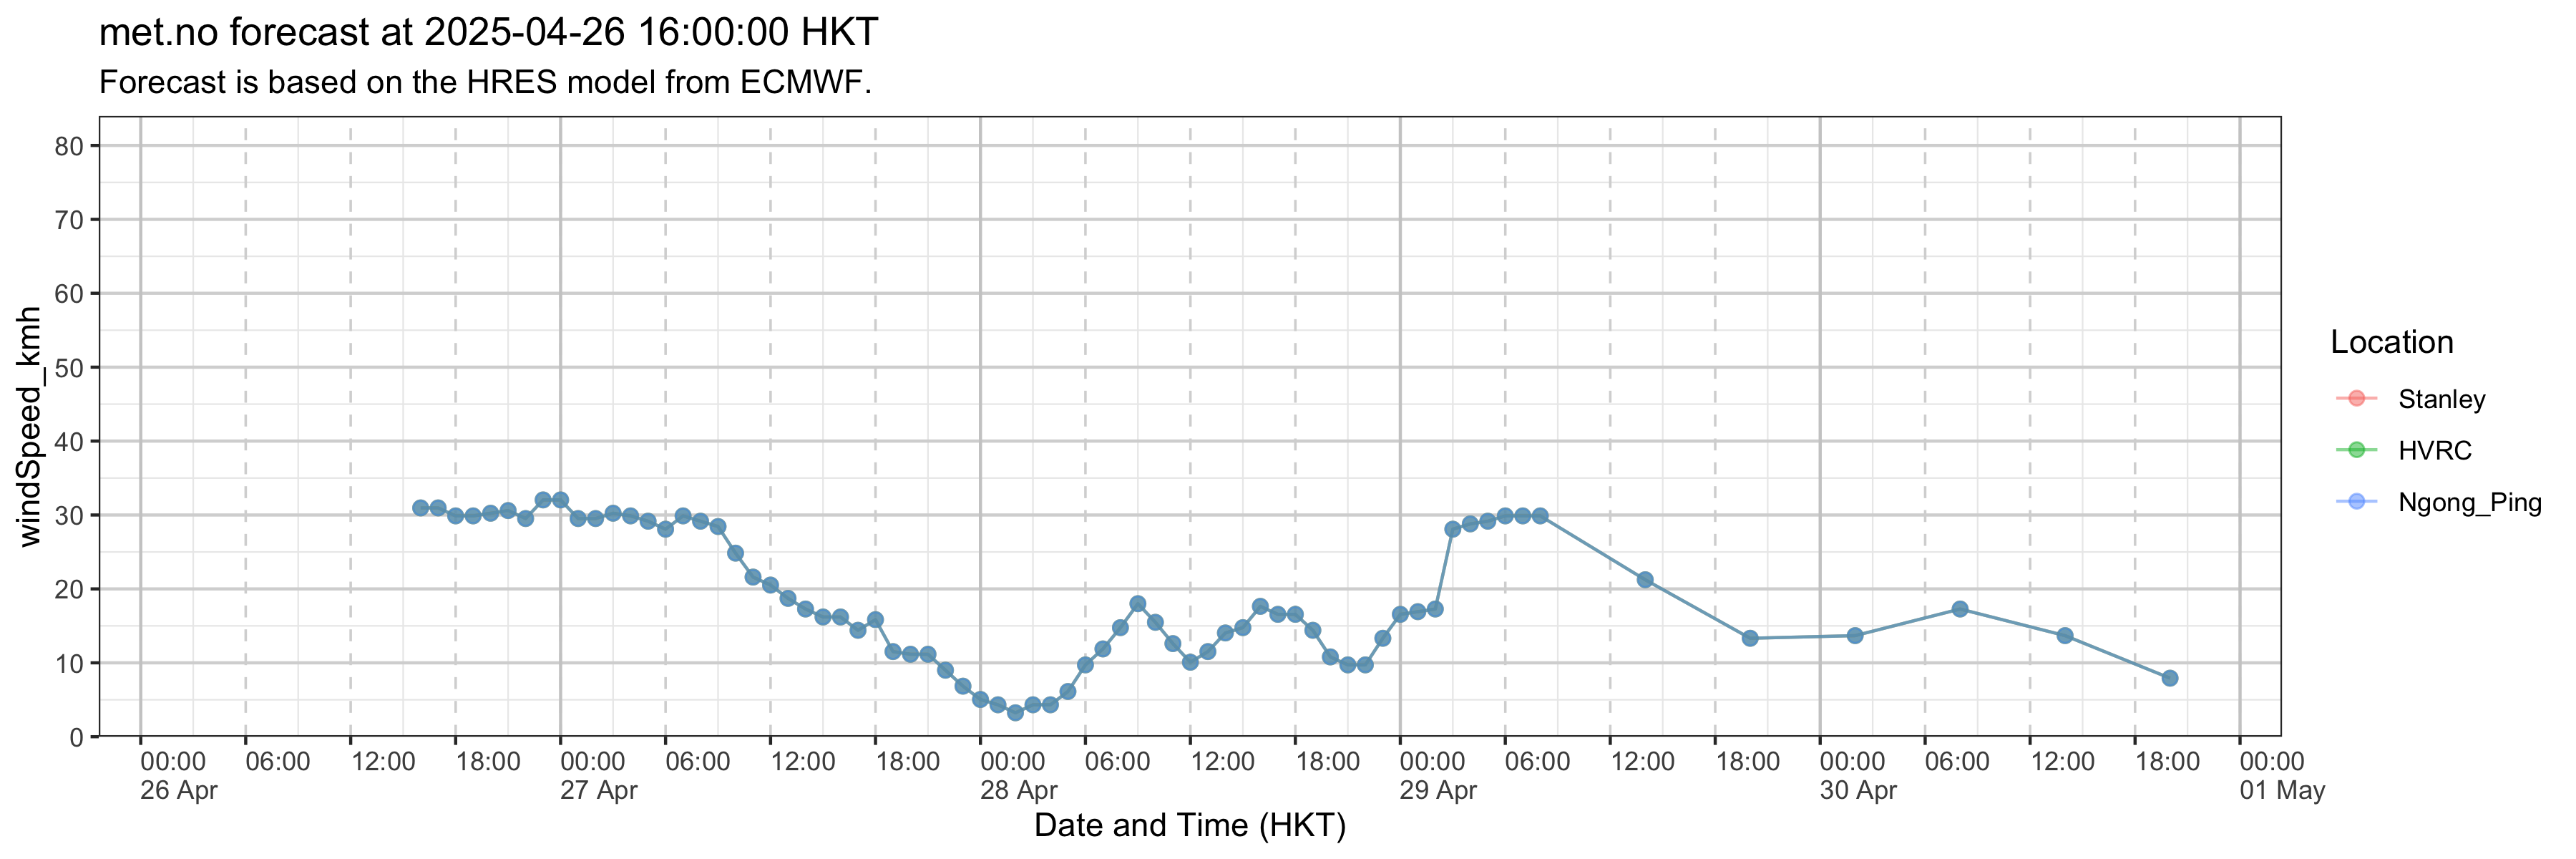 met.no forecast at 2025-04-26 16:00:00 HKT
Forecast is based on the HRES model from ECMWF.
windSpeed_kmh
80
70
60
50
40
30
20
10
0
00:00 06:00 12:00 18:00 00:00 06:00 12:00 18:00 00:00 06:00 12:00 18:00 00:00 06:00 12:00 18:00 00:00 06:00 12:00 18:00 00:00
26 Apr 27 Apr 28 Apr 29 Apr 30 Apr 01 May
Date and Time (HKT)
Location
Stanley
HVRC
Ngong_Ping